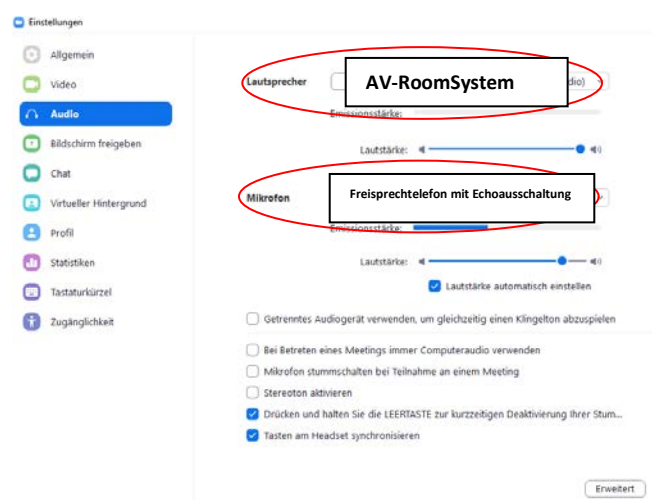 Einstellungen
Allgemein
Video
Audio
Bildschirm freigeben
Chat
Virtueller Hintergrund
Profil
Statistiken
Tastaturkürzel
Zugänglichkeit
Lautsprecher
AV-RoomSystem
dio)
Emissionsstärke:
Lautstärke:
Mikrofon
Freisprechtelefon mit Echoausschaltung
Emissionsstärke:
Lautstärke:
Lautstärke automatisch einstellen
Getrenntes Audiogerät verwenden, um gleichzeitig einen Klingelton abzuspielen
Bei Betreten eines Meetings immer Computeraudio verwenden
Mikrofon stummschalten bei Teilnahme an einem Meeting
Stereoton aktivieren
Drücken und halten Sie die LEERTASTE zur kurzzeitigen Deaktivierung Ihrer Stum...
Tasten am Headset synchronisieren
Erweitert